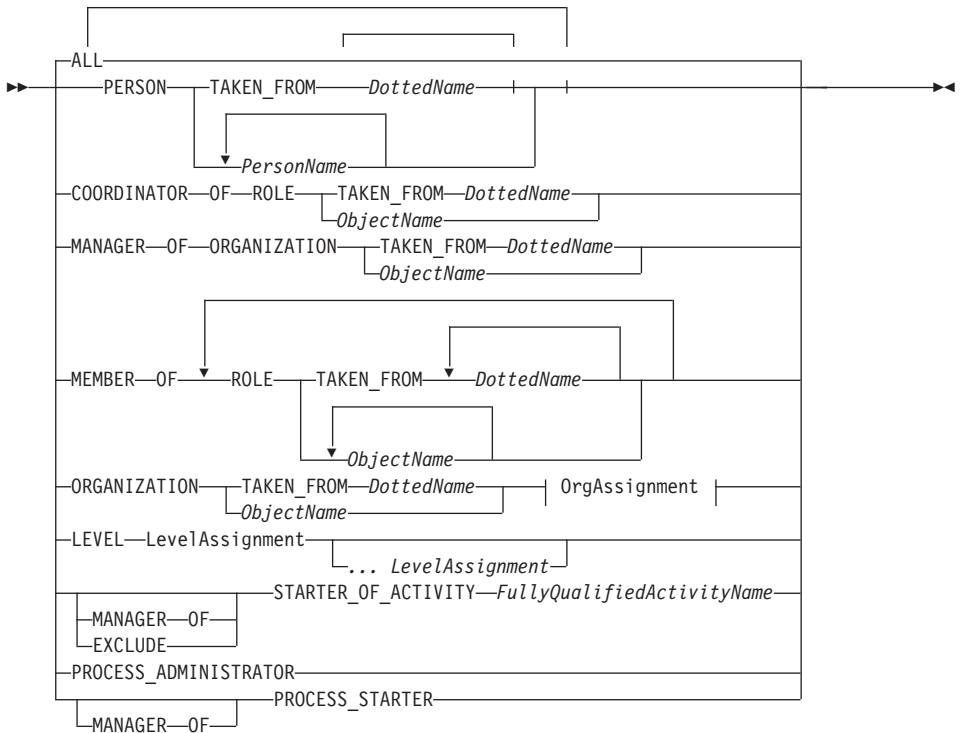 ALL
PERSON TAKEN_FROM DottedName
PersonName
COORDINATOR OF ROLE TAKEN_FROM DottedName
ObjectName
MANAGER OF ORGANIZATION TAKEN_FROM DottedName
ObjectName
MEMBER OF ROLE TAKEN_FROM DottedName
ObjectName
ORGANIZATION TAKEN_FROM DottedName OrgAssignment
ObjectName
LEVEL LevelAssignment
... LevelAssignment
STARTER_OF_ACTIVITY FullyQualifiedActivityName
MANAGER OF
EXCLUDE
PROCESS_ADMINISTRATOR
PROCESS_STARTER
MANAGER OF